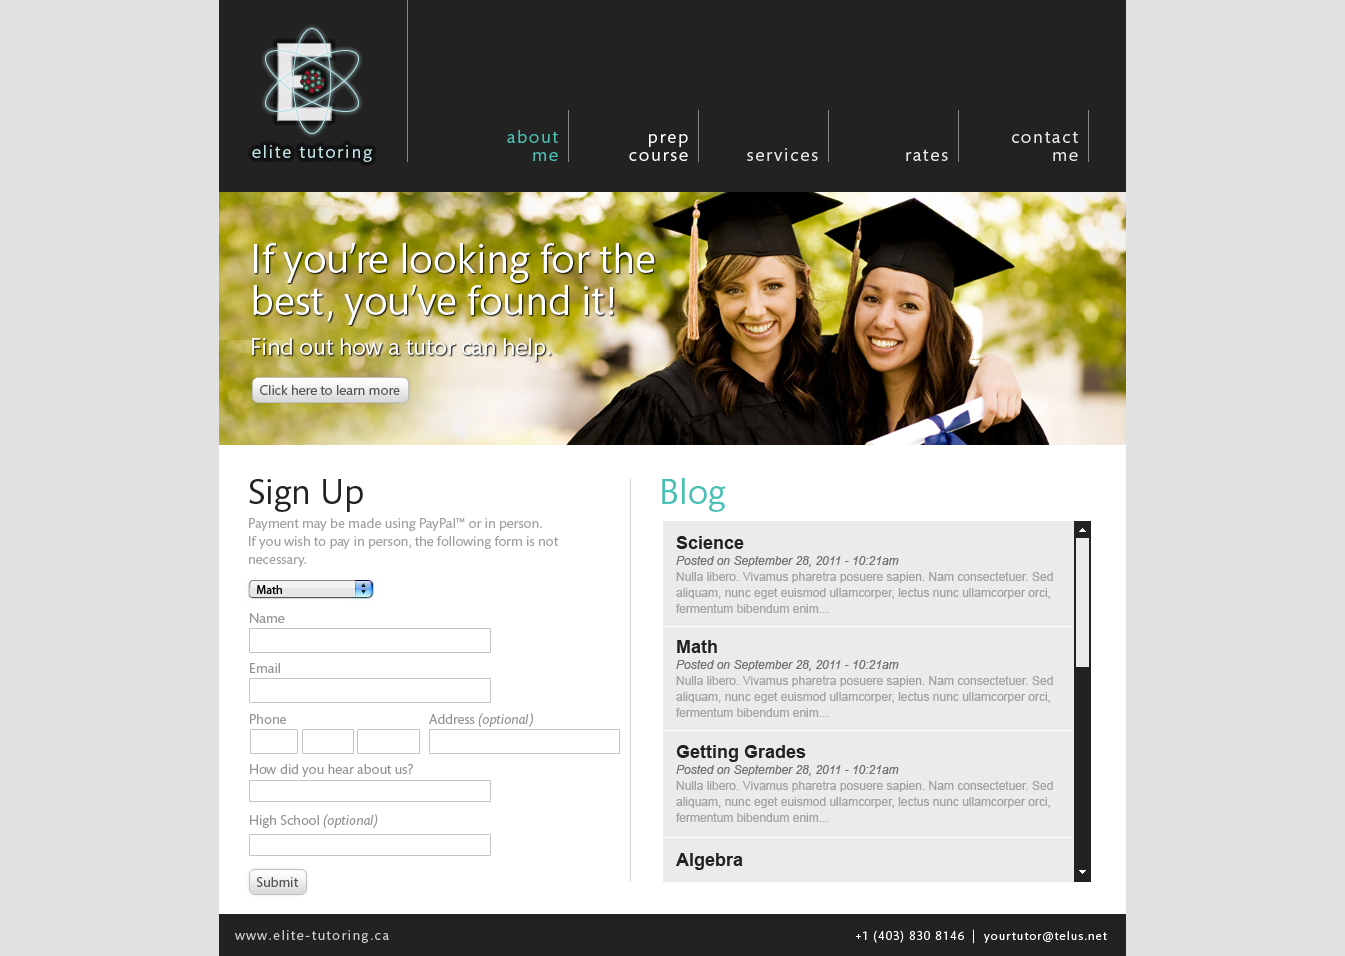 E
elite tutoring
about
me
prep
course
services
rates
contact
me
If you're looking for the
best, you've found it!
Find out how a tutor can help.
Click here to learn more
Sign Up
Payment may be made using PayPal™ or in person.
If you wish to pay in person, the following form is not
necessary.
Math
Name
Email
Phone
Address (optional)
How did you hear about us?
High School (optional)
Submit
Blog
Science
Posted on September 28, 2011 - 10:21am
Nulla libero. Vivamus pharetra posuere sapien. Nam consectetuer. Sed
aliquam, nunc eget euismod ullamcorper, lectus nunc ullamcorper orci,
fermentum bibendum enim...
Math
Posted on September 28, 2011 - 10:21am
Nulla libero. Vivamus pharetra posuere sapien. Nam consectetuer. Sed
aliquam, nunc eget euismod ullamcorper, lectus nunc ullamcorper orci,
fermentum bibendum enim...
Getting Grades
Posted on September 28, 2011 - 10:21am
Nulla libero. Vivamus pharetra posuere sapien. Nam consectetuer. Sed
aliquam, nunc eget euismod ullamcorper, lectus nunc ullamcorper orci,
fermentum bibendum enim...
Algebra
www.elite-tutoring.ca
+1 (403) 830 8146 | yourtutor@telus.net